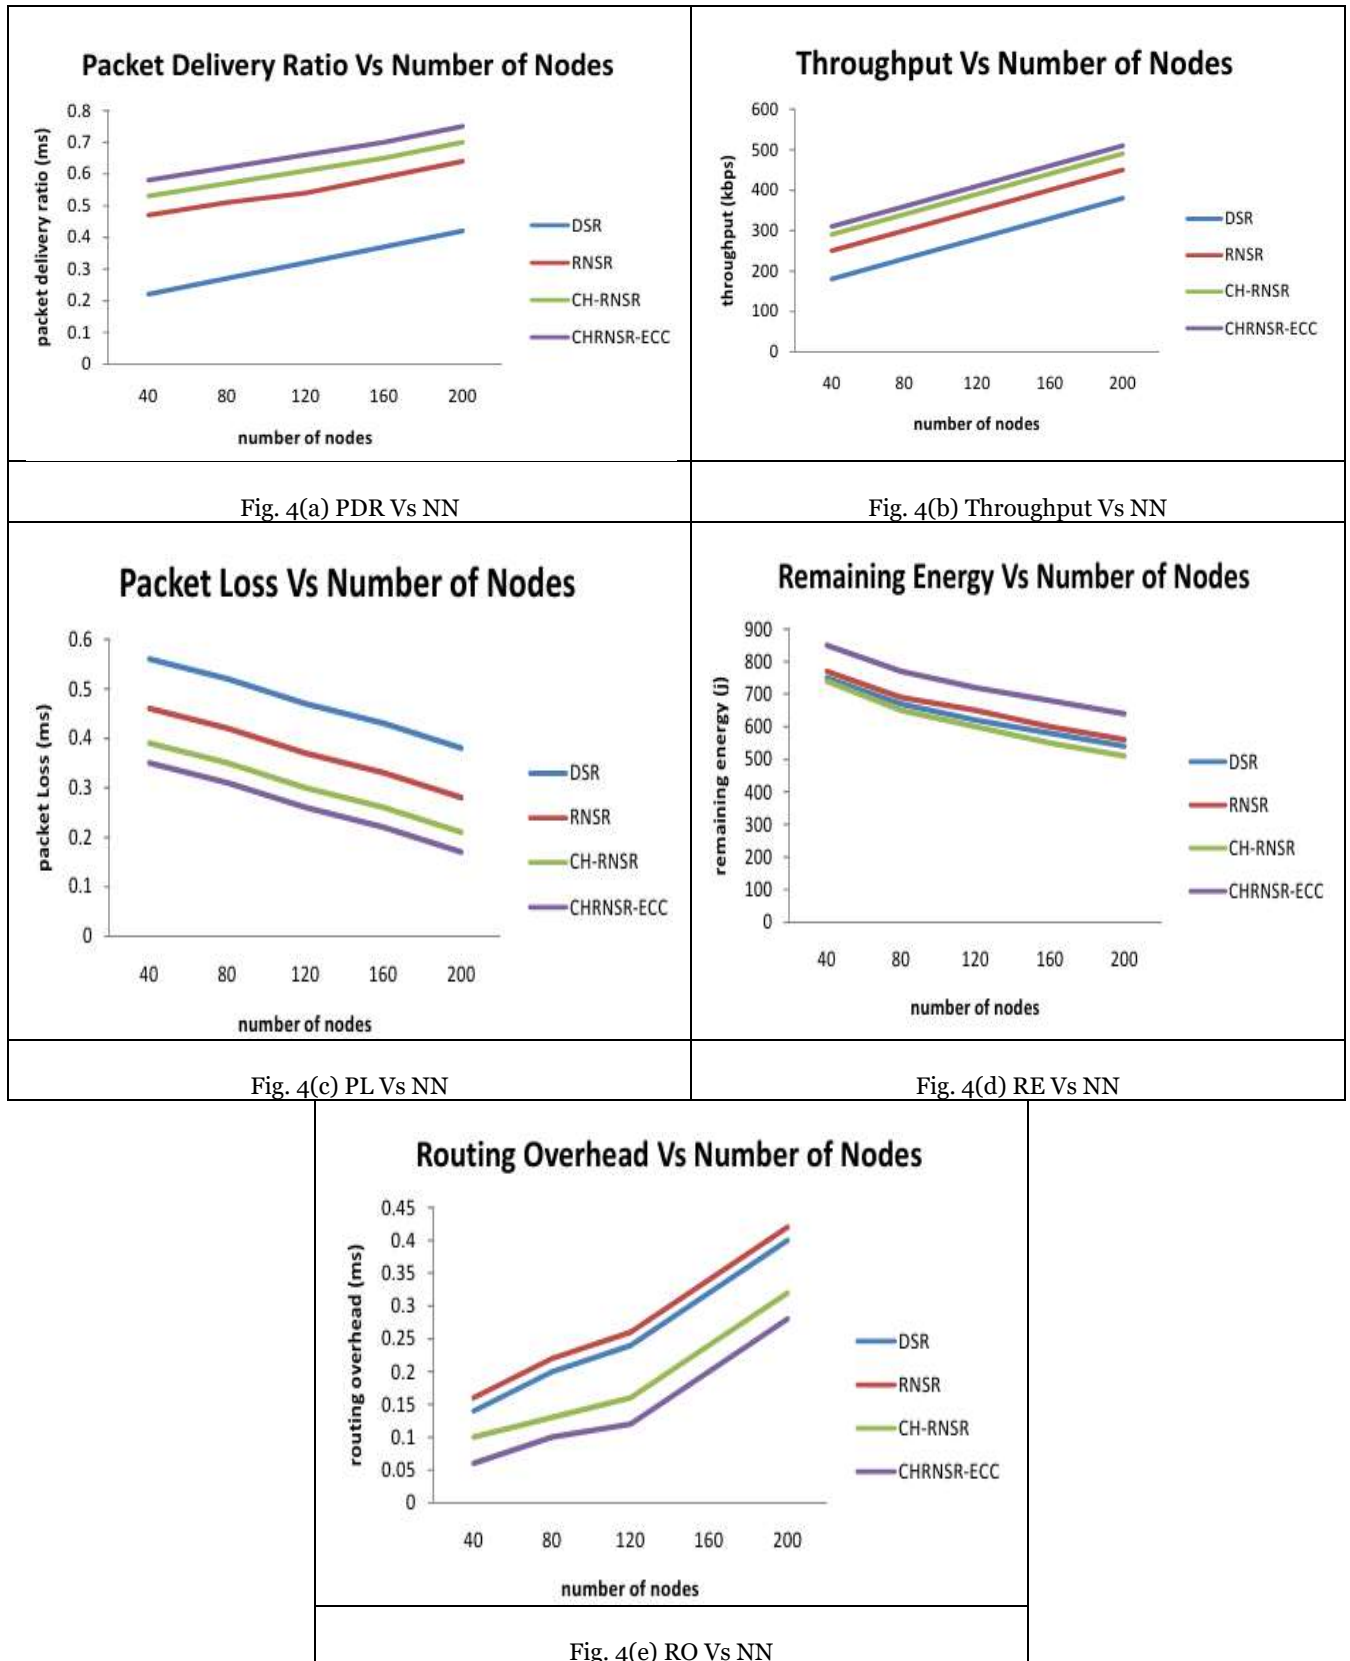 Packet Delivery Ratio Vs Number of Nodes
packet delivery ratio (ms)
0.8
0.7
0.6
0.5
0.4
0.3
0.2
0.1
0
40 80 120 160 200
number of nodes
DSR
RNSR
CH-RNSR
CHRNSR-ECC
Throughput Vs Number of Nodes
throughput (kbps)
600
500
400
300
200
100
0
40 80 120 160 200
number of nodes
DSR
RNSR
CH-RNSR
CHRNSR-ECC
Fig. 4(a) PDR Vs NN
Fig. 4(b) Throughput Vs NN
Packet Loss Vs Number of Nodes
packet Loss (ms)
0.6
0.5
0.4
0.3
0.2
0.1
0
40 80 120 160 200
number of nodes
DSR
RNSR
CH-RNSR
CHRNSR-ECC
Remaining Energy Vs Number of Nodes
remaining energy (j)
900
800
700
600
500
400
300
200
100
0
40 80 120 160 200
number of nodes
DSR
RNSR
CH-RNSR
CHRNSR-ECC
Fig. 4(c) PL Vs NN
Fig. 4(d) RE Vs NN
Routing Overhead Vs Number of Nodes
routing overhead (ms)
0.45
0.4
0.35
0.3
0.25
0.2
0.15
0.1
0.05
0
40 80 120 160 200
number of nodes
DSR
RNSR
CH-RNSR
CHRNSR-ECC
Fig. 4(e) RO Vs NN